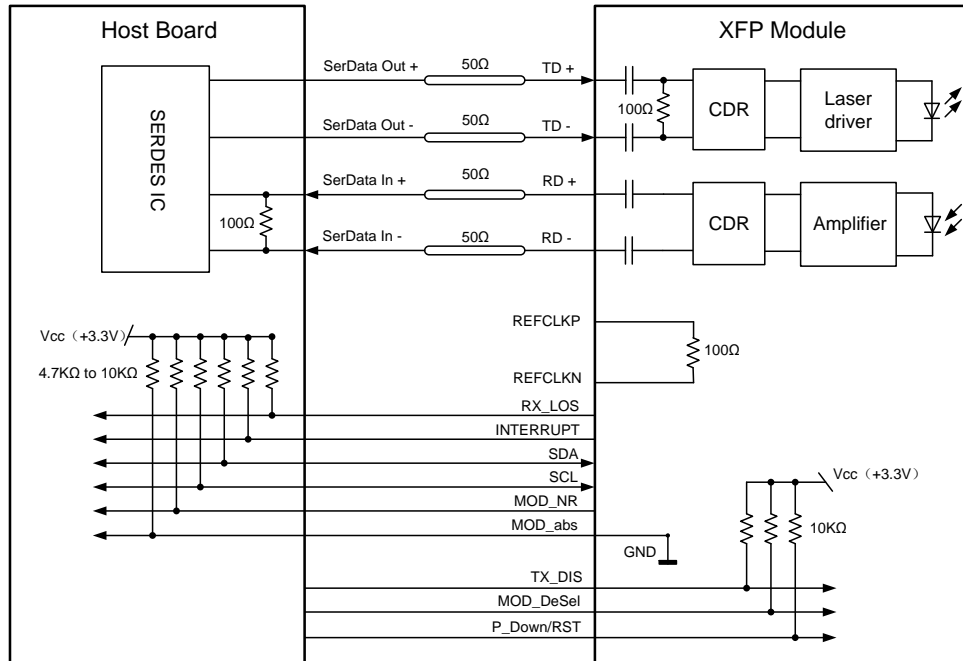 Host Board
XFP Module
SERDES IC
SerData Out +
50Ω
TD +
SerData Out -
50Ω
TD -
100Ω
CDR
Laser
driver
SerData In +
50Ω
RD +
100Ω
SerData In -
50Ω
RD -
CDR
Amplifier
Vcc（+3.3V）
4.7KΩ to 10KΩ
REFCLKP
100Ω
REFCLKN
RX_LOS
INTERRUPT
SDA
SCL
MOD_NR
MOD_abs
GND
Vcc（+3.3V）
10KΩ
TX_DIS
MOD_DeSel
P_Down/RST